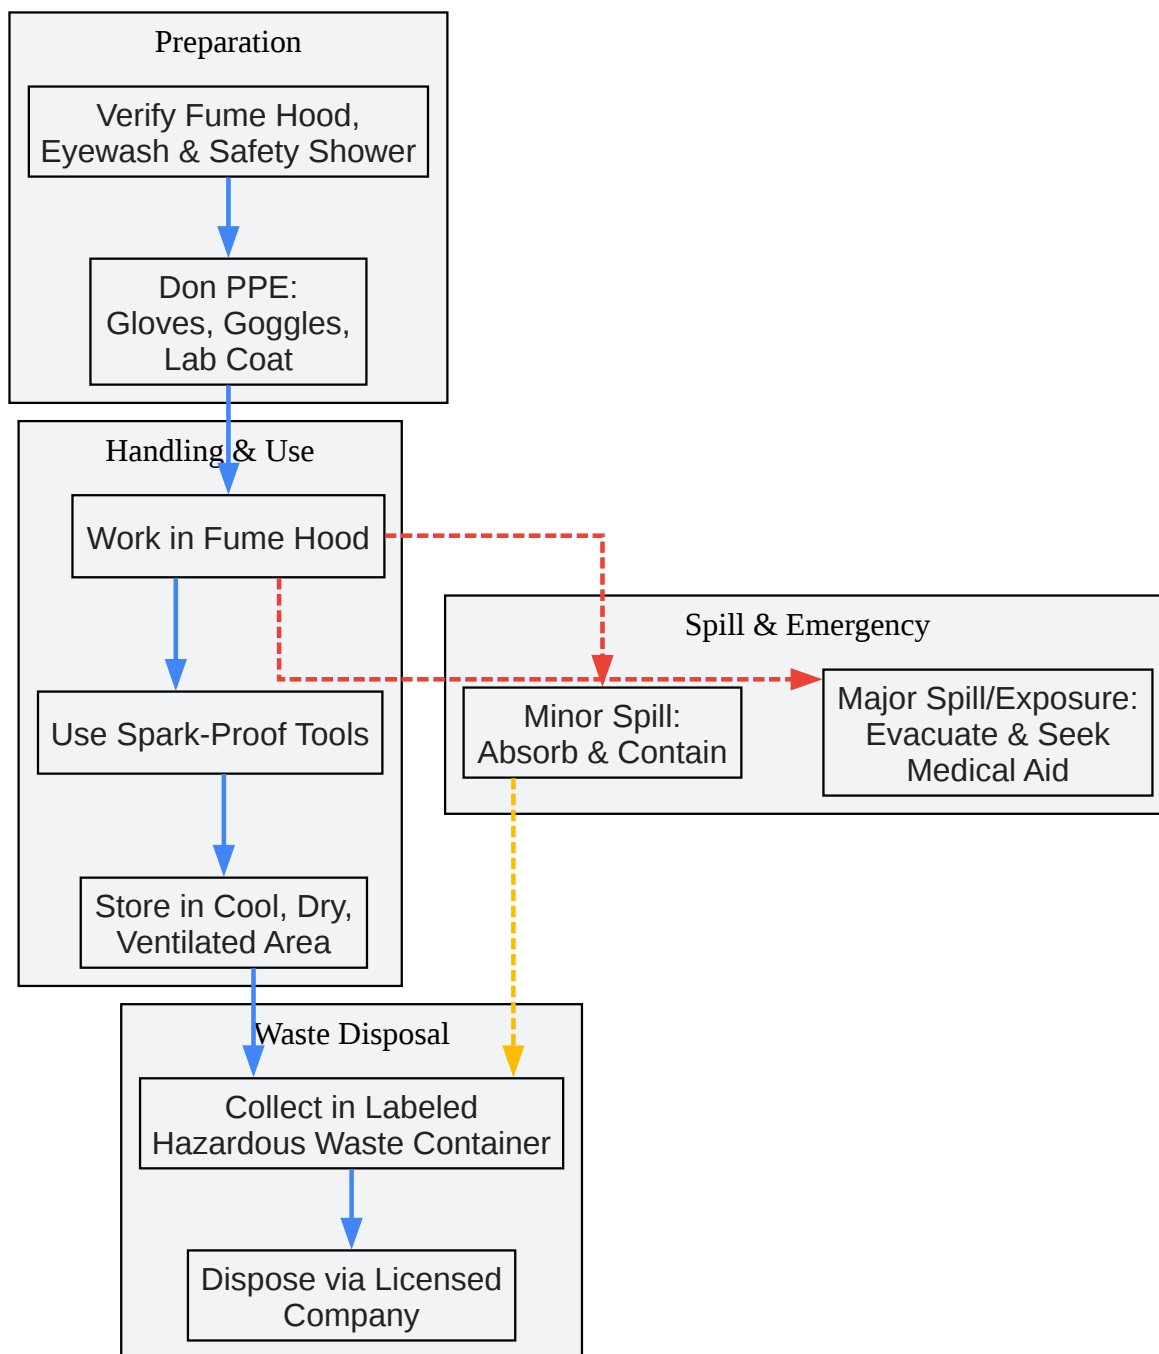 Preparation
Verify Fume Hood,
Eyewash & Safety Shower
Don PPE:
Gloves, Goggles,
Lab Coat
Handling & Use
Work in Fume Hood
Use Spark-Proof Tools
Store in Cool, Dry,
Ventilated Area
Spill & Emergency
Minor Spill:
Absorb & Contain
Major Spill/Exposure:
Evacuate & Seek
Medical Aid
Waste Disposal
Collect in Labeled
Hazardous Waste Container
Dispose via Licensed
Company